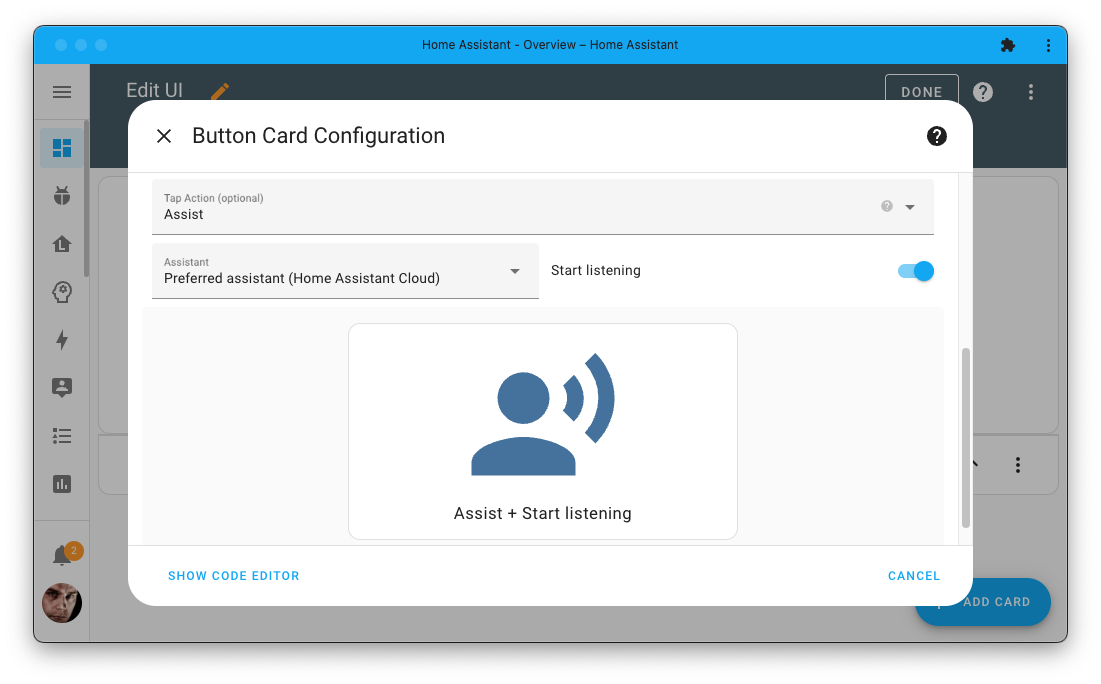 Home Assistant - Overview – Home Assistant
Edit UI
DONE
Button Card Configuration
Tap Action (optional)
Assist
Assistant
Preferred assistant (Home Assistant Cloud)
Start listening
Assist + Start listening
SHOW CODE EDITOR
CANCEL
ADD CARD
2